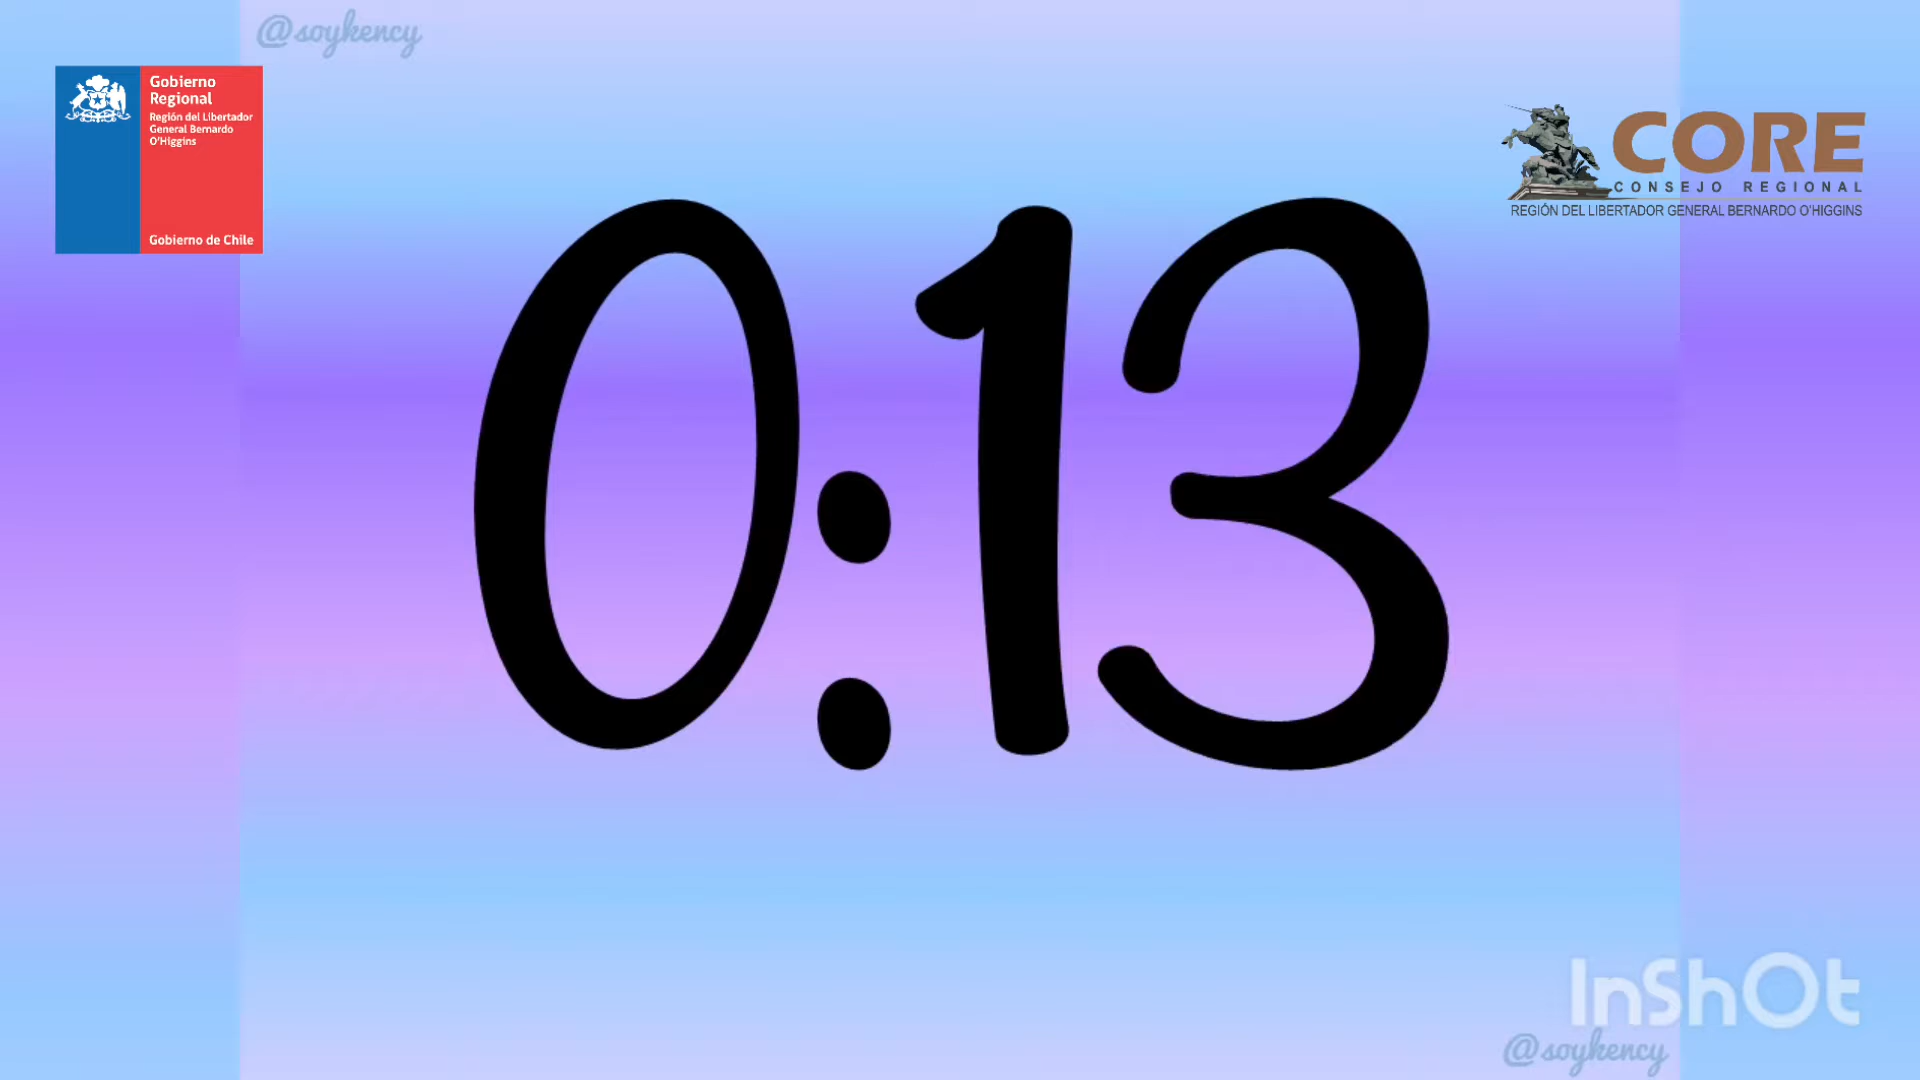 @soykency
Gobierno
Regional
Región del Libertador
General Bernardo
O'Higgins
Gobierno de Chile
CORE
CONSEJO REGIONAL
REGIÓN DEL LIBERTADOR GENERAL BERNARDO O'HIGGINS
0:13
InShOt
@soykency